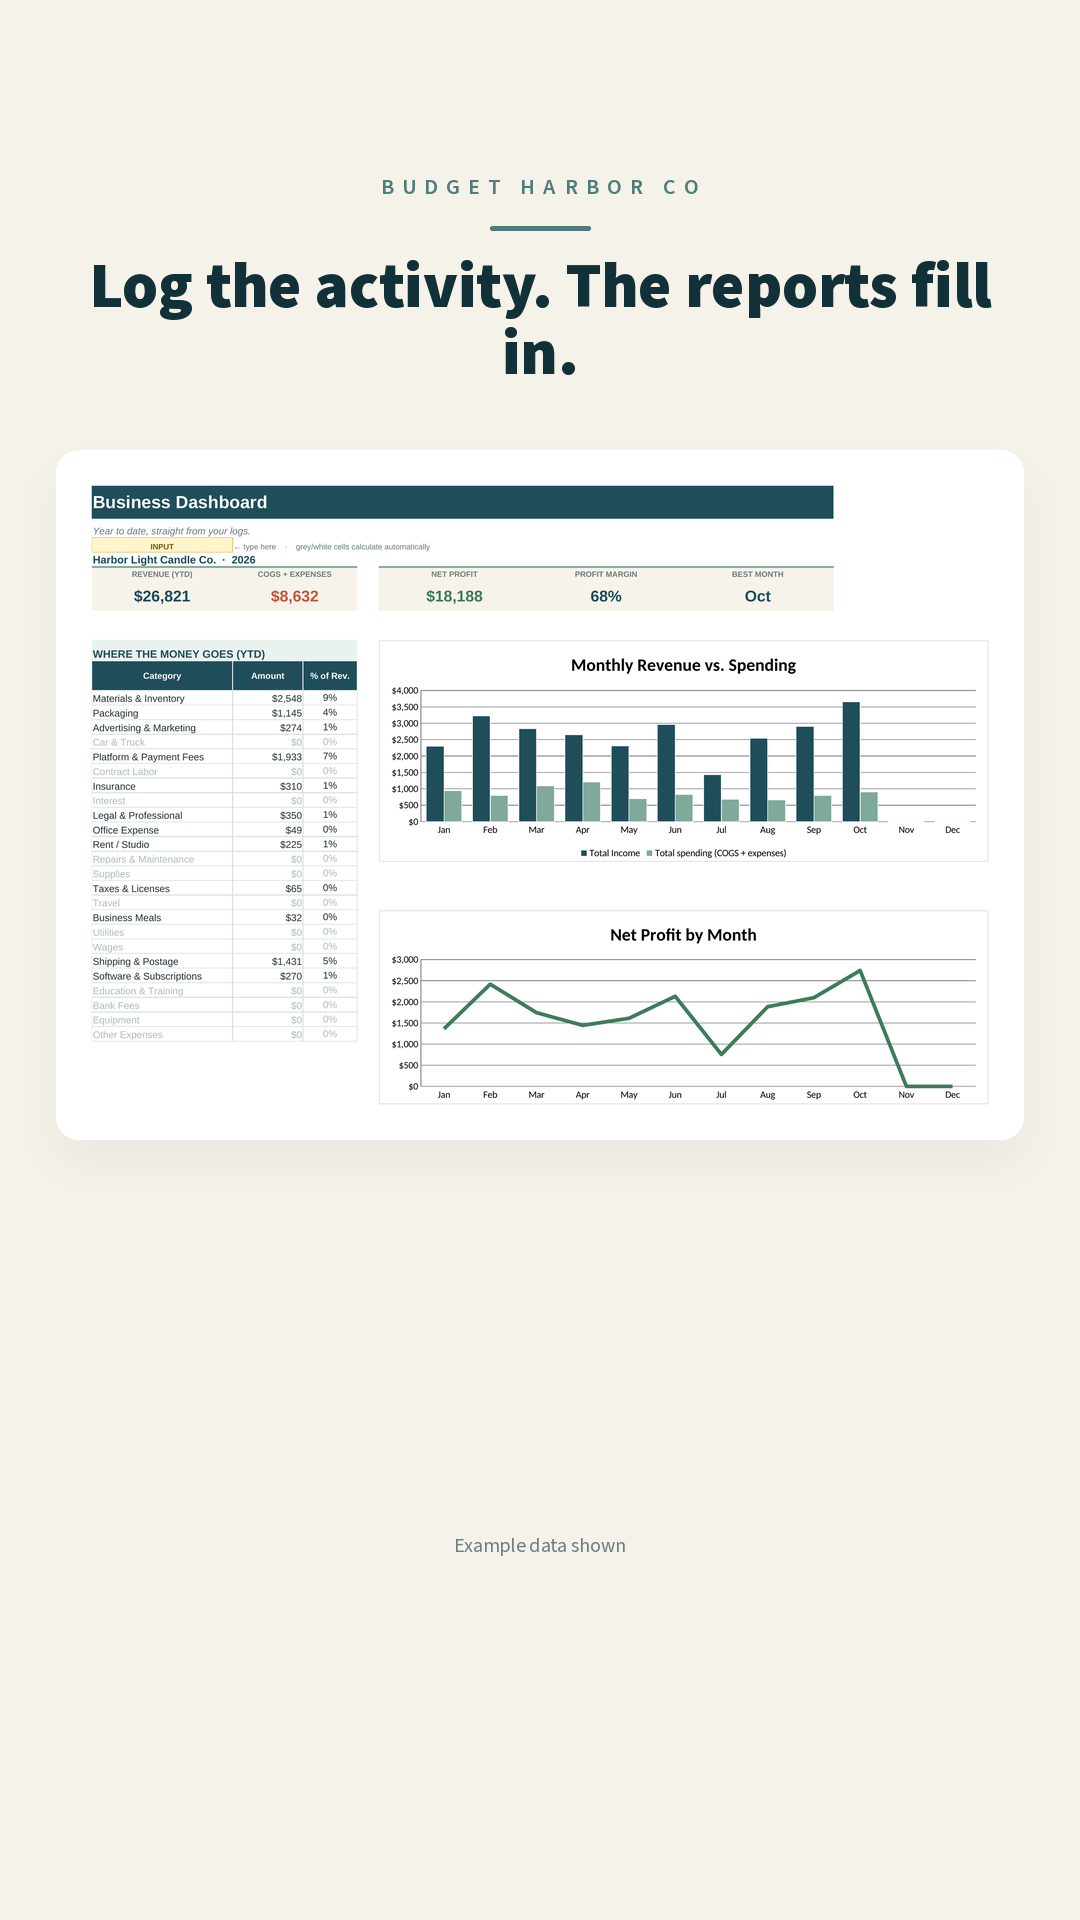 BUDGET HARBOR CO
Log the activity. The reports fill
in.
Business Dashboard
Year to date, straight from your logs.
INPUT ← type here · grey/white cells calculate automatically
Harbor Light Candle Co. · 2026
REVENUE (YTD) COGS + EXPENSES NET PROFIT PROFIT MARGIN BEST MONTH
$26,821 $8,632 $18,188 68% Oct
WHERE THE MONEY GOES (YTD)
Category Amount % of Rev.
Materials & Inventory $2,548 9%
Packaging $1,145 4%
Advertising & Marketing $274 1%
Car & Truck $0 0%
Platform & Payment Fees $1,933 7%
Contract Labor $0 0%
Insurance $310 1%
Interest $0 0%
Legal & Professional $350 1%
Office Expense $49 0%
Rent / Studio $225 1%
Repairs & Maintenance $0 0%
Supplies $0 0%
Taxes & Licenses $65 0%
Travel $0 0%
Business Meals $32 0%
Utilities $0 0%
Wages $0 0%
Shipping & Postage $1,431 5%
Software & Subscriptions $270 1%
Education & Training $0 0%
Bank Fees $0 0%
Equipment $0 0%
Other Expenses $0 0%
Monthly Revenue vs. Spending
$4,000
$3,500
$3,000
$2,500
$2,000
$1,500
$1,000
$500
$0
Jan Feb Mar Apr May Jun Jul Aug Sep Oct Nov Dec
Total Income Total spending (COGS + expenses)
Net Profit by Month
$3,000
$2,500
$2,000
$1,500
$1,000
$500
$0
Jan Feb Mar Apr May Jun Jul Aug Sep Oct Nov Dec
Example data shown